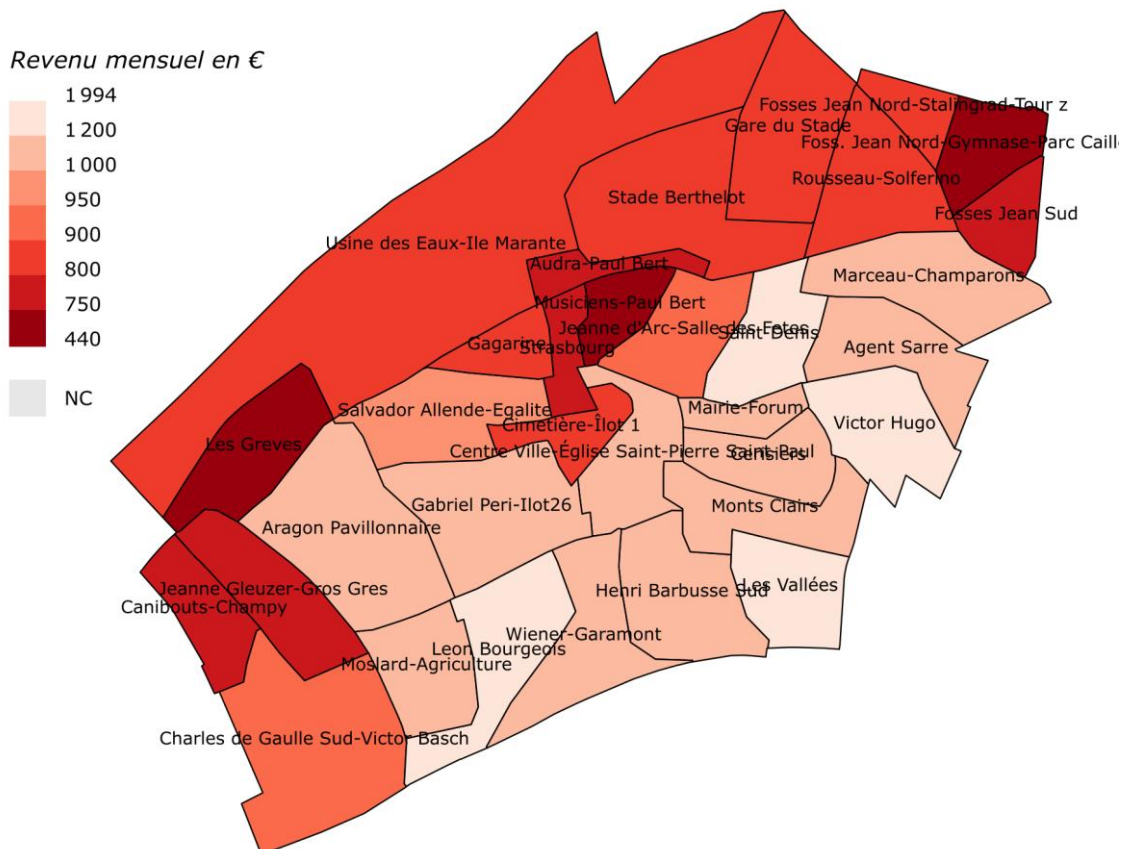 Revenu mensuel en €
1 994
1 200
1 000
950
900
800
750
440
NC
Fosses Jean Nord-Stalingrad-Tour z
Gare du Stade
Foss. Jean Nord-Gymnase-Parc Caill
Rousseau-Solferino
Stade Berthelot
Fosses Jean Sud
Usine des Eaux-Ile Marante
Audra-Paul Bert
Marceau-Champarons
Musiciens-Paul Bert
Jeanne d'Arc-Salle des Fetes
Saint-Denis
Gagarine
Strasbourg
Agent Sarre
Salvador Allende-Egalite
Mairie-Forum
Cimetière-Îlot 1
Victor Hugo
Les Greves
Centre Ville-Église Saint-Pierre Saint-Paul
Censiers
Gabriel Peri-Ilot26
Monts Clairs
Aragon Pavillonnaire
Jeanne Gleuzer-Gros Gres
Henri Barbusse Sud
Les Vallées
Canibouts-Champy
Wiener-Garamont
Leon Bourgeois
Moslard-Agriculture
Charles de Gaulle Sud-Victor Basch